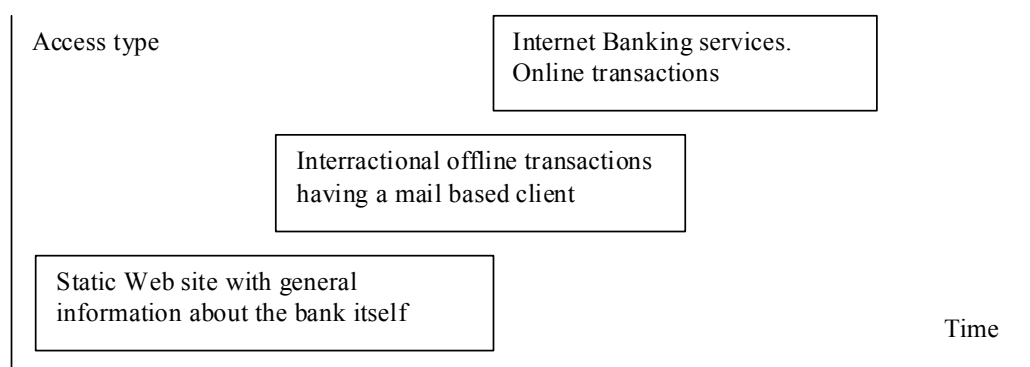 Access type
Internet Banking services.
Online transactions
Interractional offline transactions
having a mail based client
Static Web site with general
information about the bank itself
Time